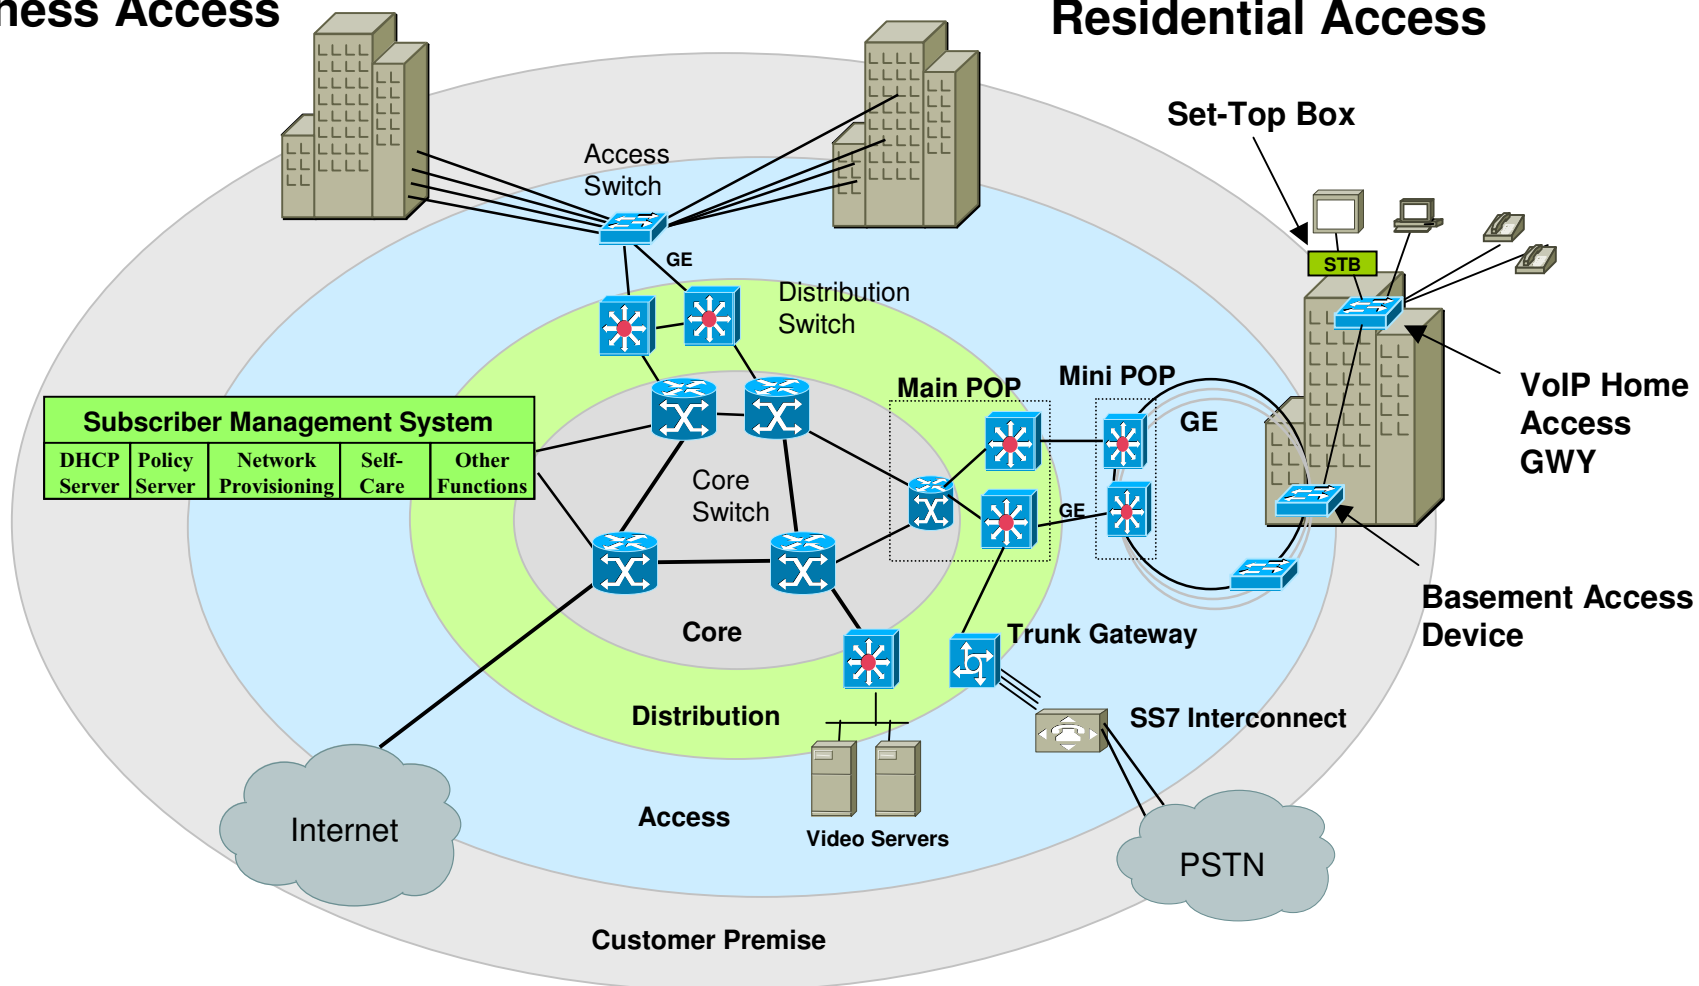 ness Access
Residential Access
Set-Top Box
Access
Switch
GE
STB
Distribution
Switch
Main POP
Mini POP
GE
VoIP Home
Access
GWY
Subscriber Management System
DHCP
Server
Policy
Server
Network
Provisioning
Self-
Care
Other
Functions
Core
Switch
GE
Basement Access
Device
Core
Trunk Gateway
Distribution
SS7 Interconnect
Access
Video Servers
Internet
PSTN
Customer Premise